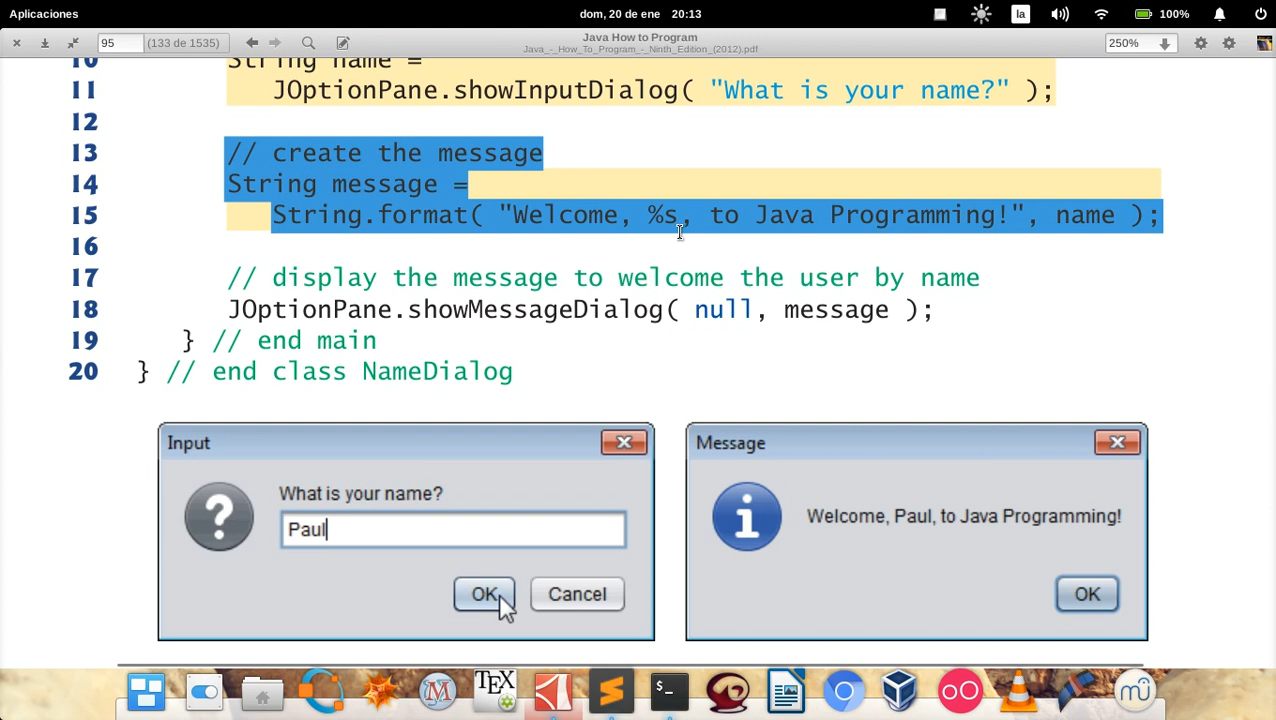 Aplicaciones
dom, 20 de ene 20:13
la
100%
95 (133 de 1535)
Java How to Program
Java_-_How_To_Program_-_Ninth_Edition_(2012).pdf
250%
10 String name =
11 JOptionPane.showInputDialog( "What is your name?" );
12
13 // create the message
14 String message =
15 String.format( "Welcome, %s, to Java Programming!", name );
16
17 // display the message to welcome the user by name
18 JOptionPane.showMessageDialog( null, message );
19 } // end main
20 } // end class NameDialog
Input
What is your name?
Paul
OK Cancel
Message
Welcome, Paul, to Java Programming!
OK
TEX